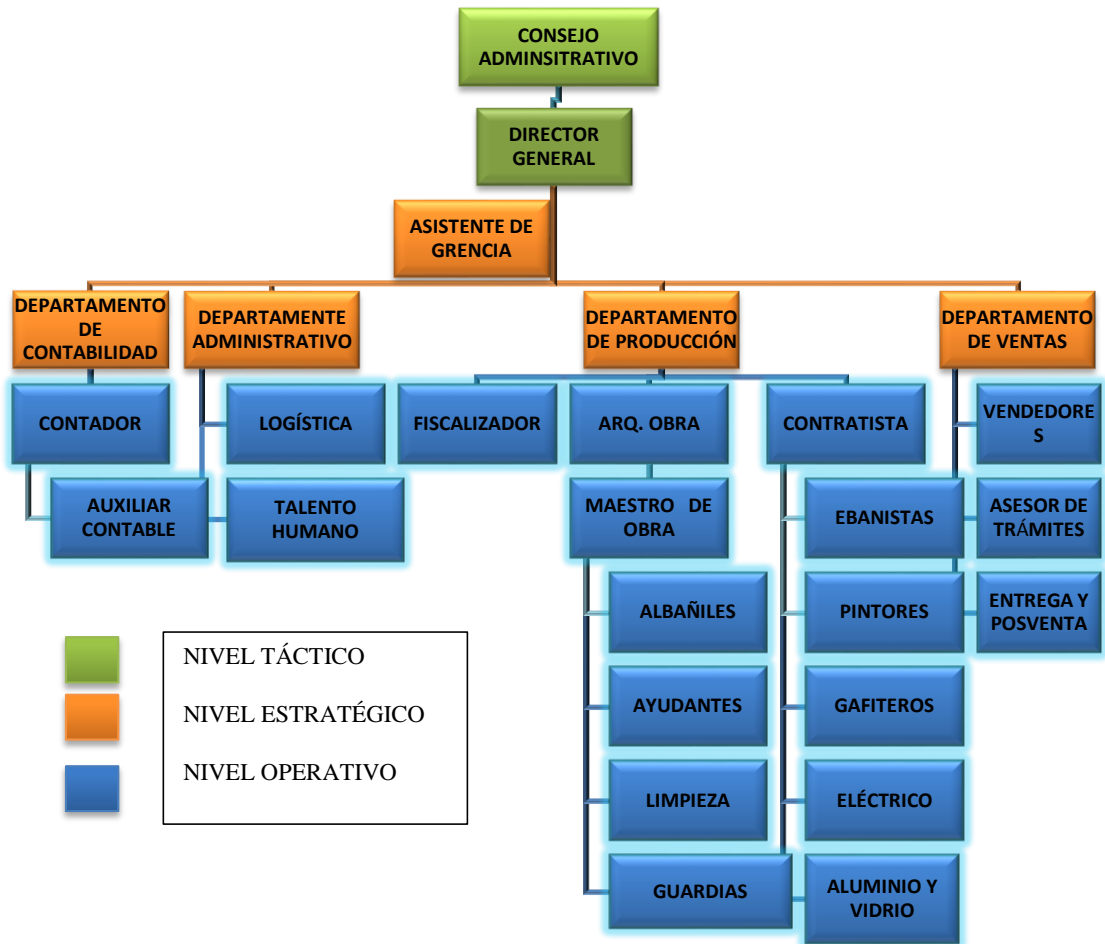 CONSEJO
ADMINSITRATIVO
DIRECTOR
GENERAL
ASISTENTE DE
GRENCIA
DEPARTAMENTO
DE
CONTABILIDAD
DEPARTAMENTE
ADMINISTRATIVO
DEPARTAMENTO
DE PRODUCCIÓN
DEPARTAMENTO
DE VENTAS
CONTADOR
LOGÍSTICA
FISCALIZADOR
ARQ. OBRA
CONTRATISTA
VENDEDORE
S
AUXILIAR
CONTABLE
TALENTO
HUMANO
MAESTRO DE
OBRA
EBANISTAS
ASESOR DE
TRÁMITES
ALBAÑILES
PINTORES
ENTREGA Y
POSVENTA
AYUDANTES
GAFITEROS
LIMPIEZA
ELÉCTRICO
GUARDIAS
ALUMINIO Y
VIDRIO
NIVEL TÁCTICO
NIVEL ESTRATÉGICO
NIVEL OPERATIVO